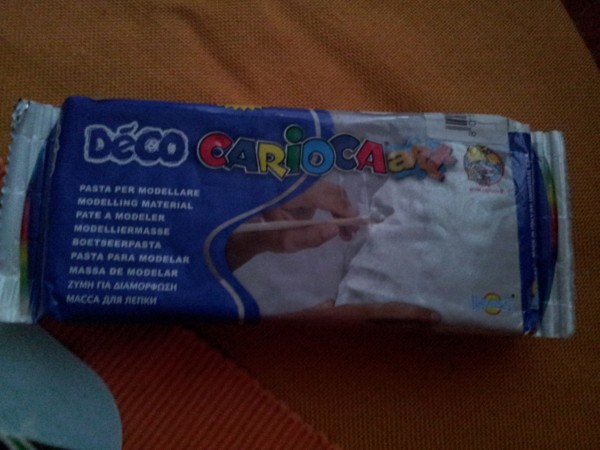 DéCO CARIOCA
PASTA PER MODELLARE
MODELLING MATERIAL
PATE A MODELER
MODELLIERMASSE
BOETSEERPASTA
PASTA PARA MODELAR
MASSA DE MODELAR
ΖΥΜΗ ΓΙΑ ΔΙΑΜΟΡΦΩΣΗ
МАССА ДЛЯ ЛЕПКИ